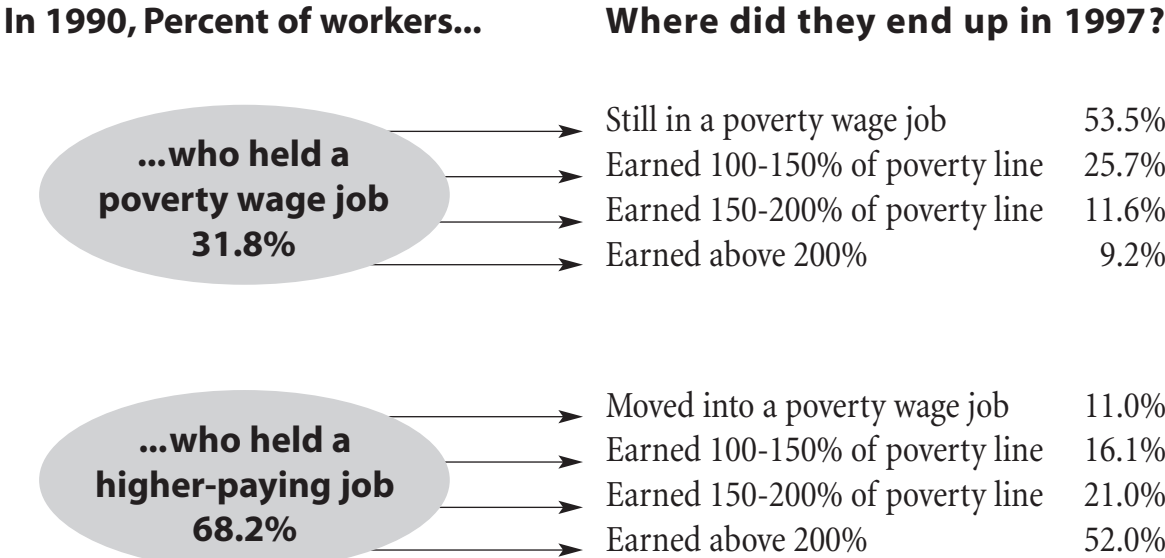 In 1990, Percent of workers...
Where did they end up in 1997?
...who held a
poverty wage job
31.8%
Still in a poverty wage job 53.5%
Earned 100-150% of poverty line 25.7%
Earned 150-200% of poverty line 11.6%
Earned above 200% 9.2%
...who held a
higher-paying job
68.2%
Moved into a poverty wage job 11.0%
Earned 100-150% of poverty line 16.1%
Earned 150-200% of poverty line 21.0%
Earned above 200% 52.0%